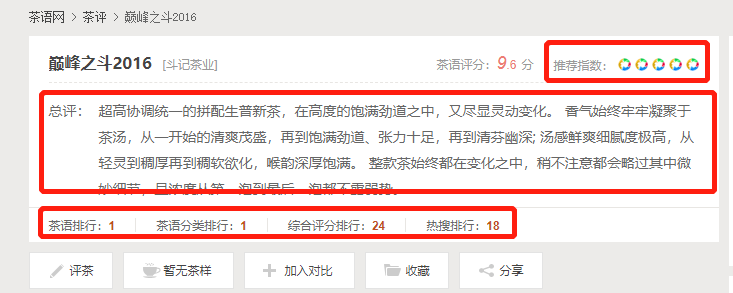 茶语网 > 茶评 > 巅峰之斗2016
巅峰之斗2016 [斗记茶业] 茶语评分：9.6 分 推荐指数：
总评： 超高协调统一的拼配生普新茶，在高度的饱满劲道之中，又尽显灵动变化。 香气始终牢牢凝聚于
茶汤，从一开始的清爽茂盛，再到饱满劲道、张力十足，再到清芬幽深; 汤感鲜爽细腻度极高，从
轻灵到稠厚再到稠软欲化，喉韵深厚饱满。 整款茶始终都在变化之中，稍不注意都会略过其中微
妙细节，且浓度从第一泡到最后一泡都不重弱势。
茶语排行：1 茶语分类排行：1 综合评分排行：24 热搜排行：18
评茶 暂无茶样 加入对比 收藏 分享